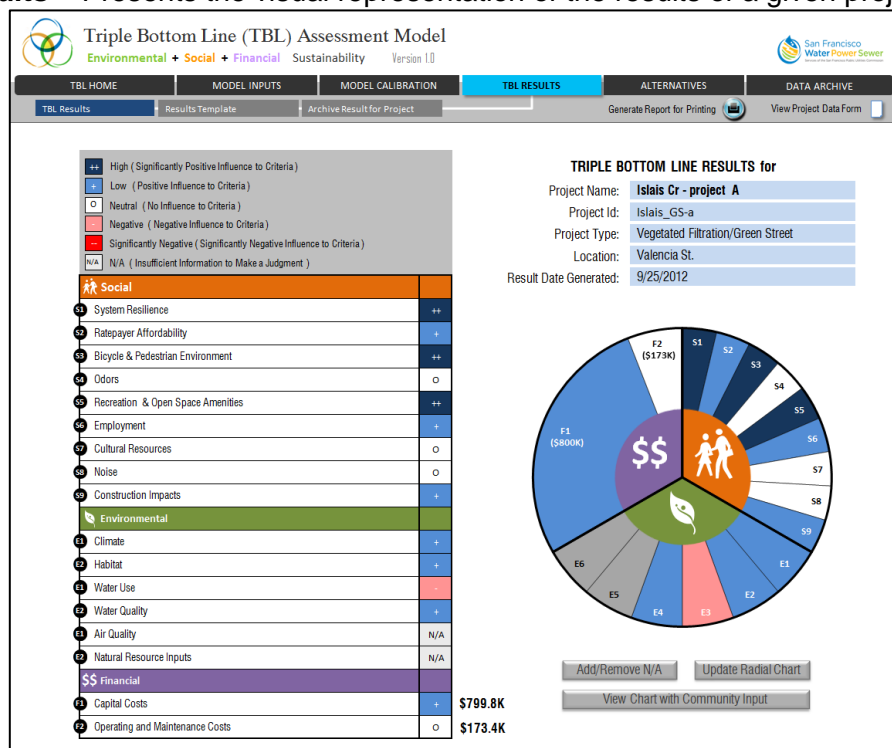 Presents the visual representation of the results of a given
Triple Bottom Line (TBL) Assessment Model
Environmental + Social + Financial Sustainability Version 1.0
San Francisco
Water Power Sewer
TBL HOME
MODEL INPUTS
MODEL CALIBRATION
TBL RESULTS
ALTERNATIVES
DATA ARCHIVE
TBL Results
Results Template
Archive Result for Project
Generate Report for Printing
View Project Data Form
++ High ( Significantly Positive Influence to Criteria )
+ Low ( Positive Influence to Criteria )
O Neutral ( No Influence to Criteria )
- Negative ( Negative Influence to Criteria )
-- Significantly Negative ( Significantly Negative Influence to Criteria )
N/A N/A ( Insufficient Information to Make a Judgment )
Social
S1 System Resilience ++
S2 Ratepayer Affordability +
S3 Bicycle & Pedestrian Environment ++
S4 Odors O
S5 Recreation & Open Space Amenities ++
S6 Employment +
S7 Cultural Resources O
S8 Noise O
S9 Construction Impacts +
Environmental
E1 Climate +
E2 Habitat +
E1 Water Use -
E2 Water Quality +
E1 Air Quality N/A
E2 Natural Resource Inputs N/A
$$ Financial
F1 Capital Costs + $799.8K
F2 Operating and Maintenance Costs O $173.4K
TRIPLE BOTTOM LINE RESULTS for
Project Name: Islais Cr - project A
Project Id: Islais_GS-a
Project Type: Vegetated Filtration/Green Street
Location: Valencia St.
Result Date Generated: 9/25/2012
F2
($173K)
S1
S2
S3
S4
S5
S6
S7
S8
S9
E1
E2
E3
E4
E5
E6
F1
($800K)
$$
Add/Remove N/A
Update Radial Chart
View Chart with Community Input